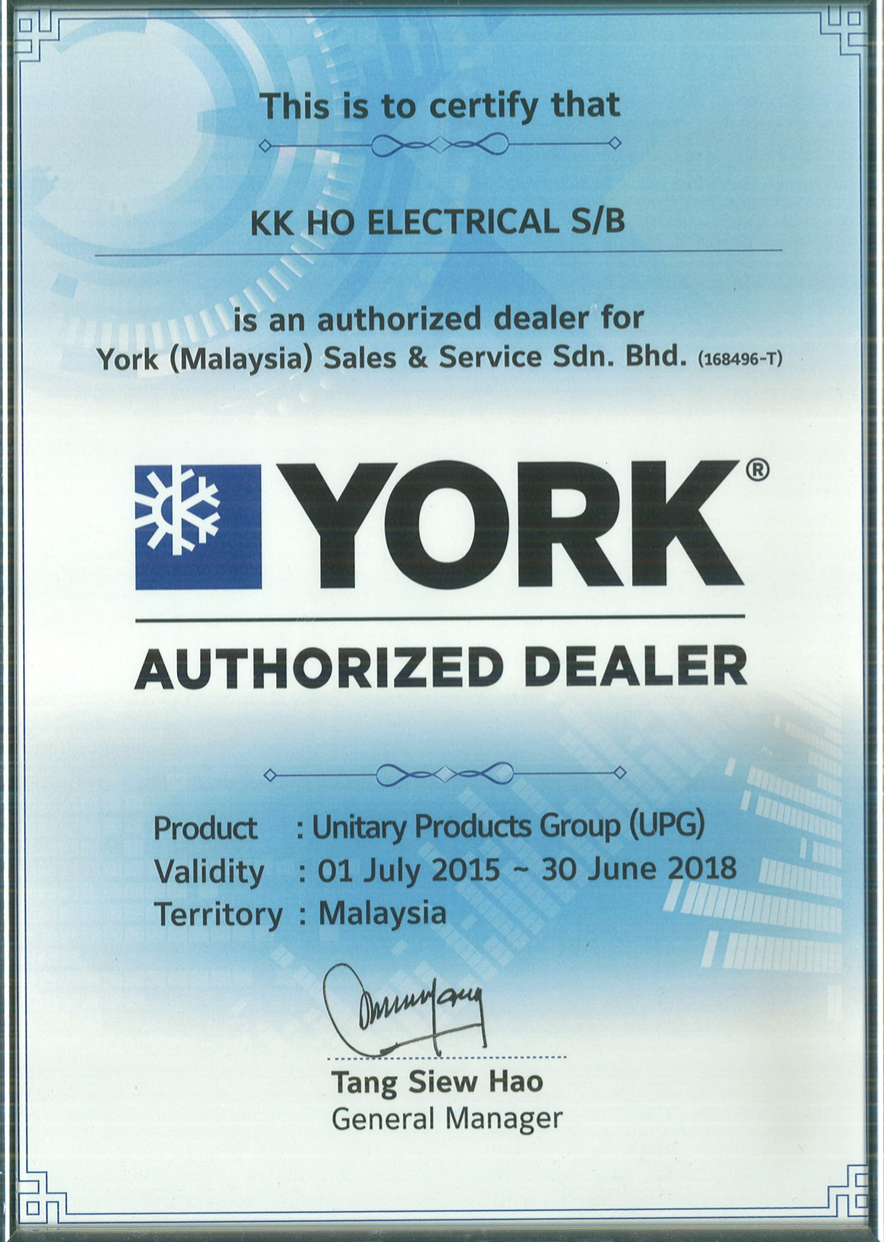 This is to certify that
KK HO ELECTRICAL S/B
is an authorized dealer for
York (Malaysia) Sales & Service Sdn. Bhd. (168496-T)
YORK®
AUTHORIZED DEALER
Product : Unitary Products Group (UPG)
Validity : 01 July 2015 ~ 30 June 2018
Territory : Malaysia
Tang Siew Hao
General Manager